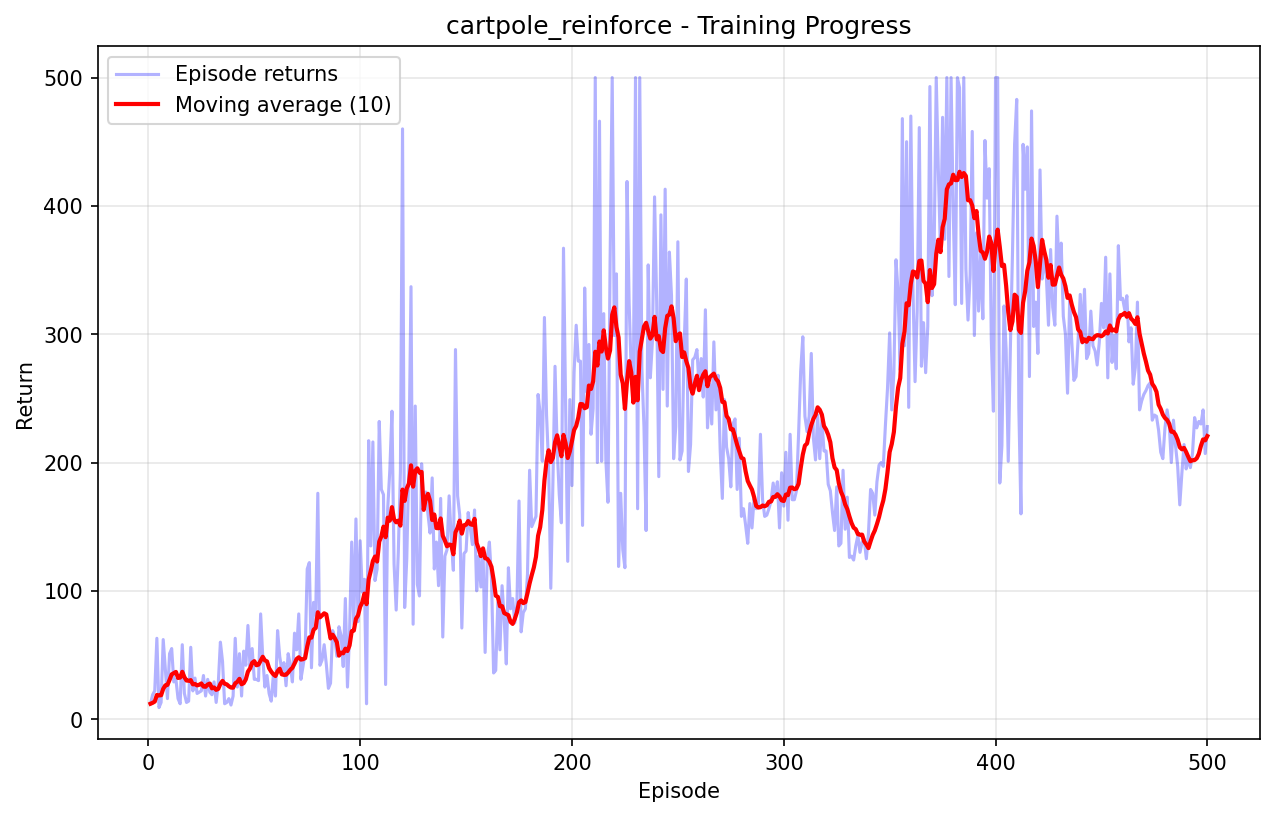 cartpole_reinforce - Training Progress
Episode returns
Moving average (10)
Return
500
400
300
200
100
0
0 100 200 300 400 500
Episode